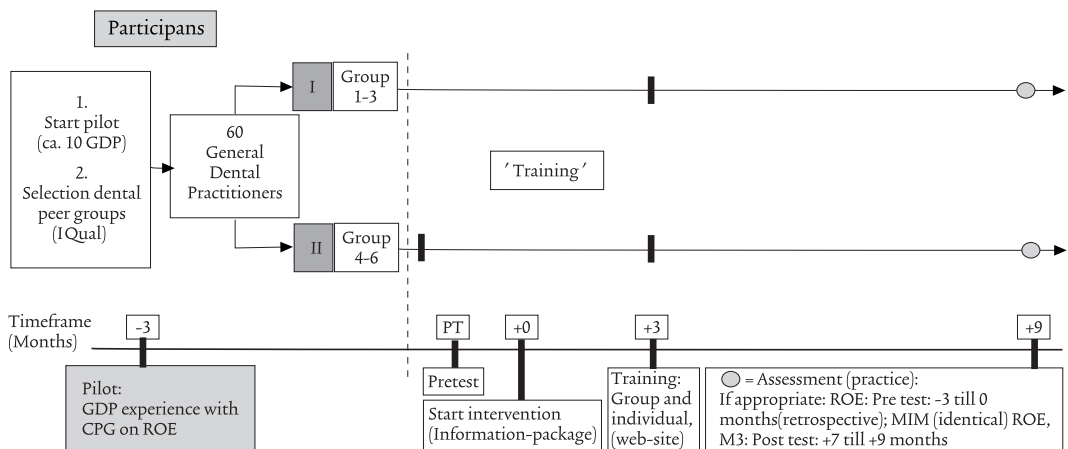 Participans
1.
Start pilot
(ca. 10 GDP)
2.
Selection dental
peer groups
(IQual)
60
General
Dental
Practitioners
I
Group
1-3
II
Group
4-6
´Training´
Timeframe
(Months)
-3
PT
+0
+3
+9
Pilot:
GDP experience with
CPG on ROE
Pretest
Start intervention
(Information-package)
Training:
Group and
individual,
(web-site)
= Assessment (practice):
If appropriate: ROE: Pre test: -3 till 0
months(retrospective); MIM (identical) ROE,
M3: Post test: +7 till +9 months